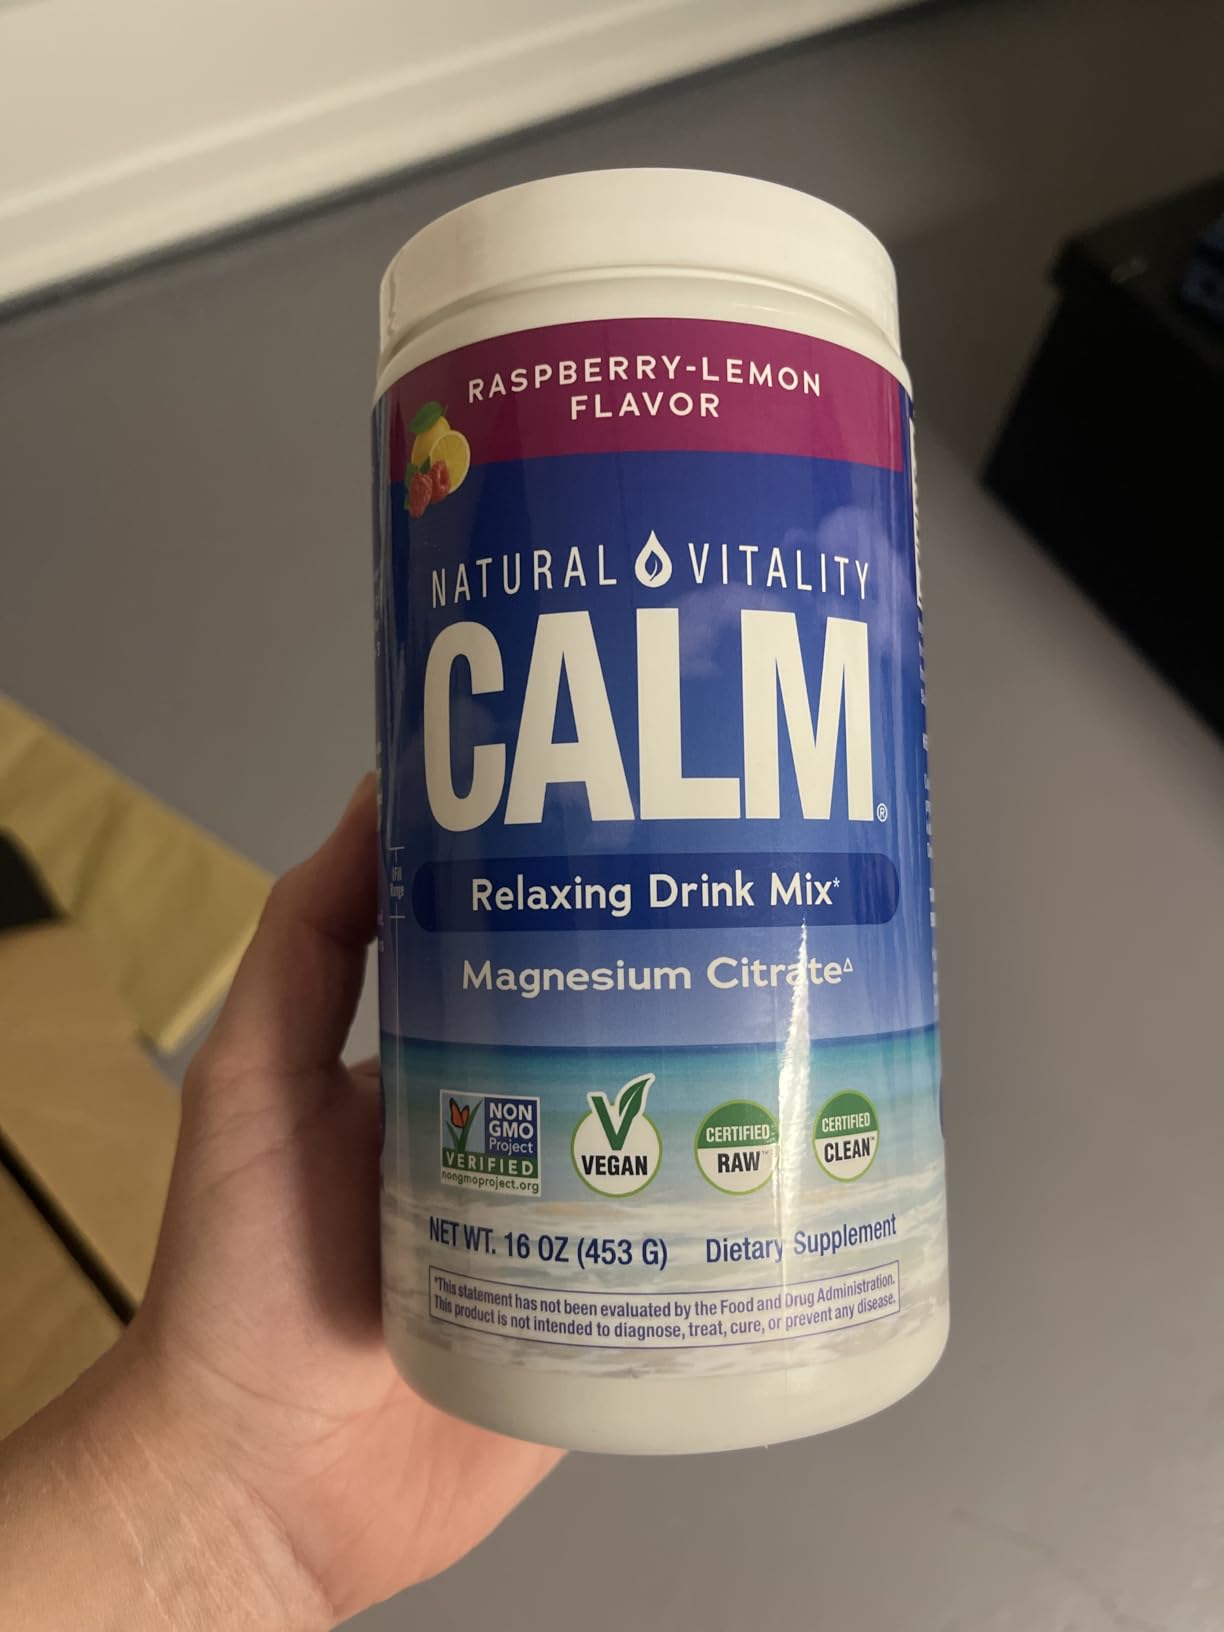 RASPBERRY-LEMON
FLAVOR
NATURAL VITALITY
CALM®
Relaxing Drink Mix*
Magnesium Citrate△
NON
GMO
Project
VERIFIED
nongmoproject.org
VEGAN
CERTIFIED
RAW™
CERTIFIED
CLEAN™
NET WT. 16 OZ (453 G) Dietary Supplement
*This statement has not been evaluated by the Food and Drug Administration.
This product is not intended to diagnose, treat, cure, or prevent any disease.